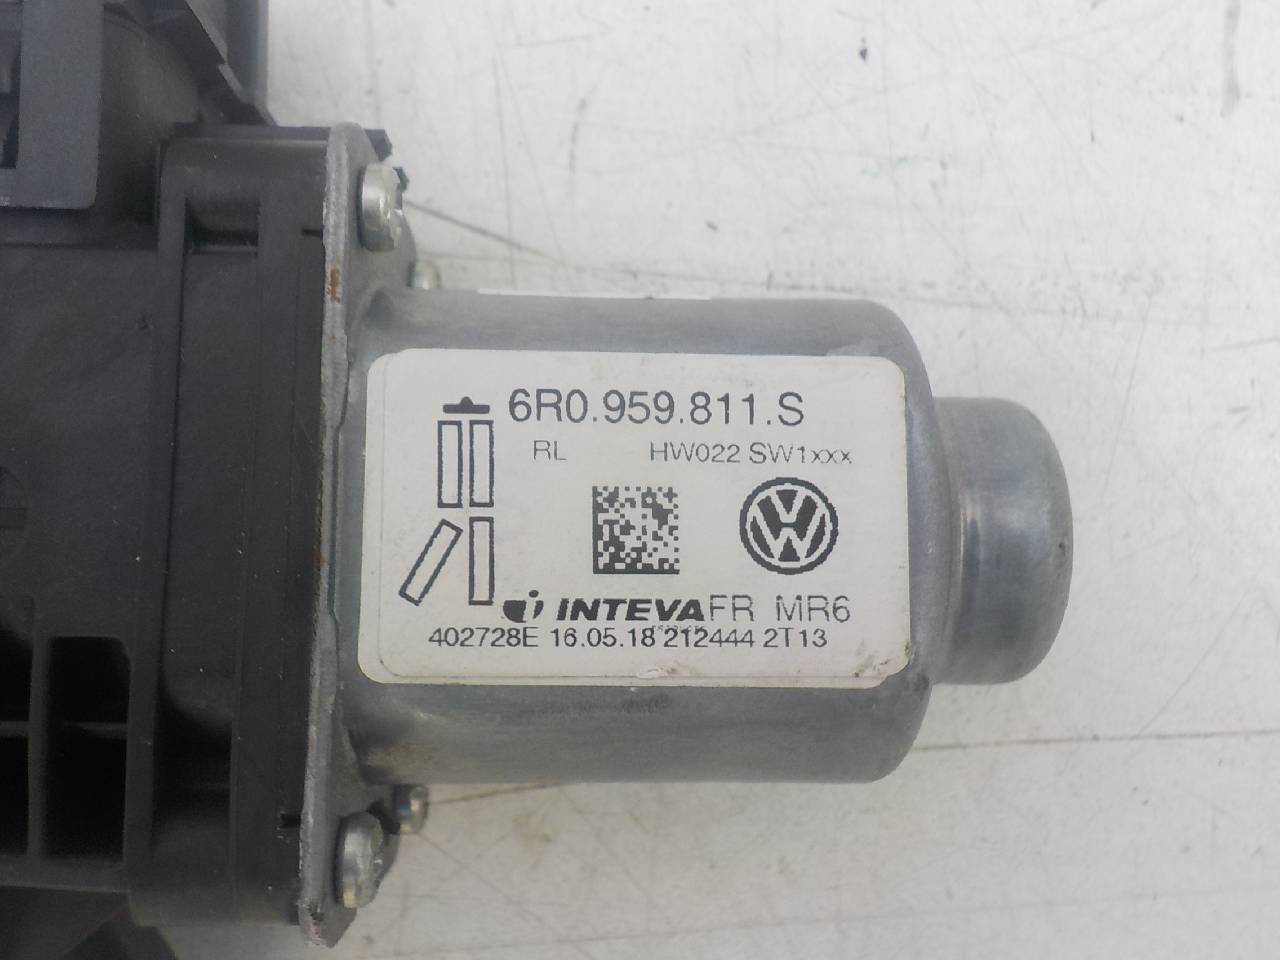 6R0.959.811.S
RL HW022 SW1xxx
INTEVA FR MR6
402728E 16.05.18 212444 2T13